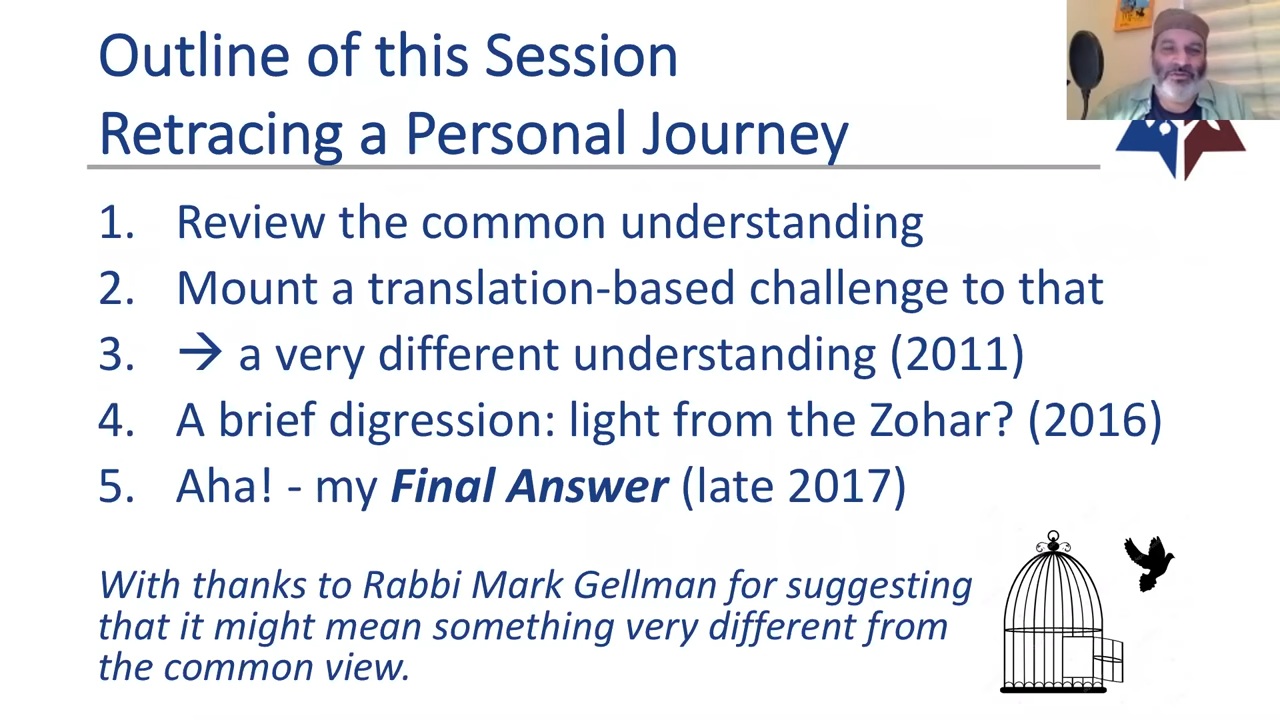 Outline of this Session
Retracing a Personal Journey
1. Review the common understanding
2. Mount a translation-based challenge to that
3. → a very different understanding (2011)
4. A brief digression: light from the Zohar? (2016)
5. Aha! - my Final Answer (late 2017)
With thanks to Rabbi Mark Gellman for suggesting
that it might mean something very different from
the common view.